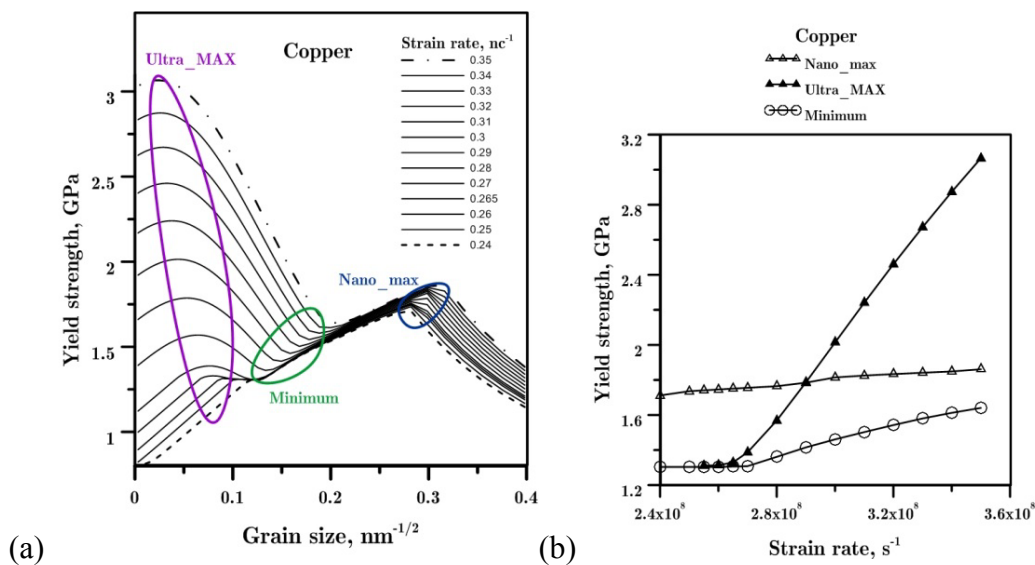 Ultra_MAX
Copper
Strain rate, nc⁻¹
0.35
0.34
0.33
0.32
0.31
0.3
0.29
0.28
0.27
0.265
0.26
0.25
0.24
Nano_max
Minimum
Yield strength, GPa
3
2.5
2
1.5
1
0
0.1
0.2
0.3
0.4
Grain size, nm⁻¹/²
(a)
Copper
Nano_max
Ultra_MAX
Minimum
Yield strength, GPa
3.2
2.8
2.4
2
1.6
1.2
2.4x10⁸
2.8x10⁸
3.2x10⁸
3.6x10⁸
Strain rate, s⁻¹
(b)